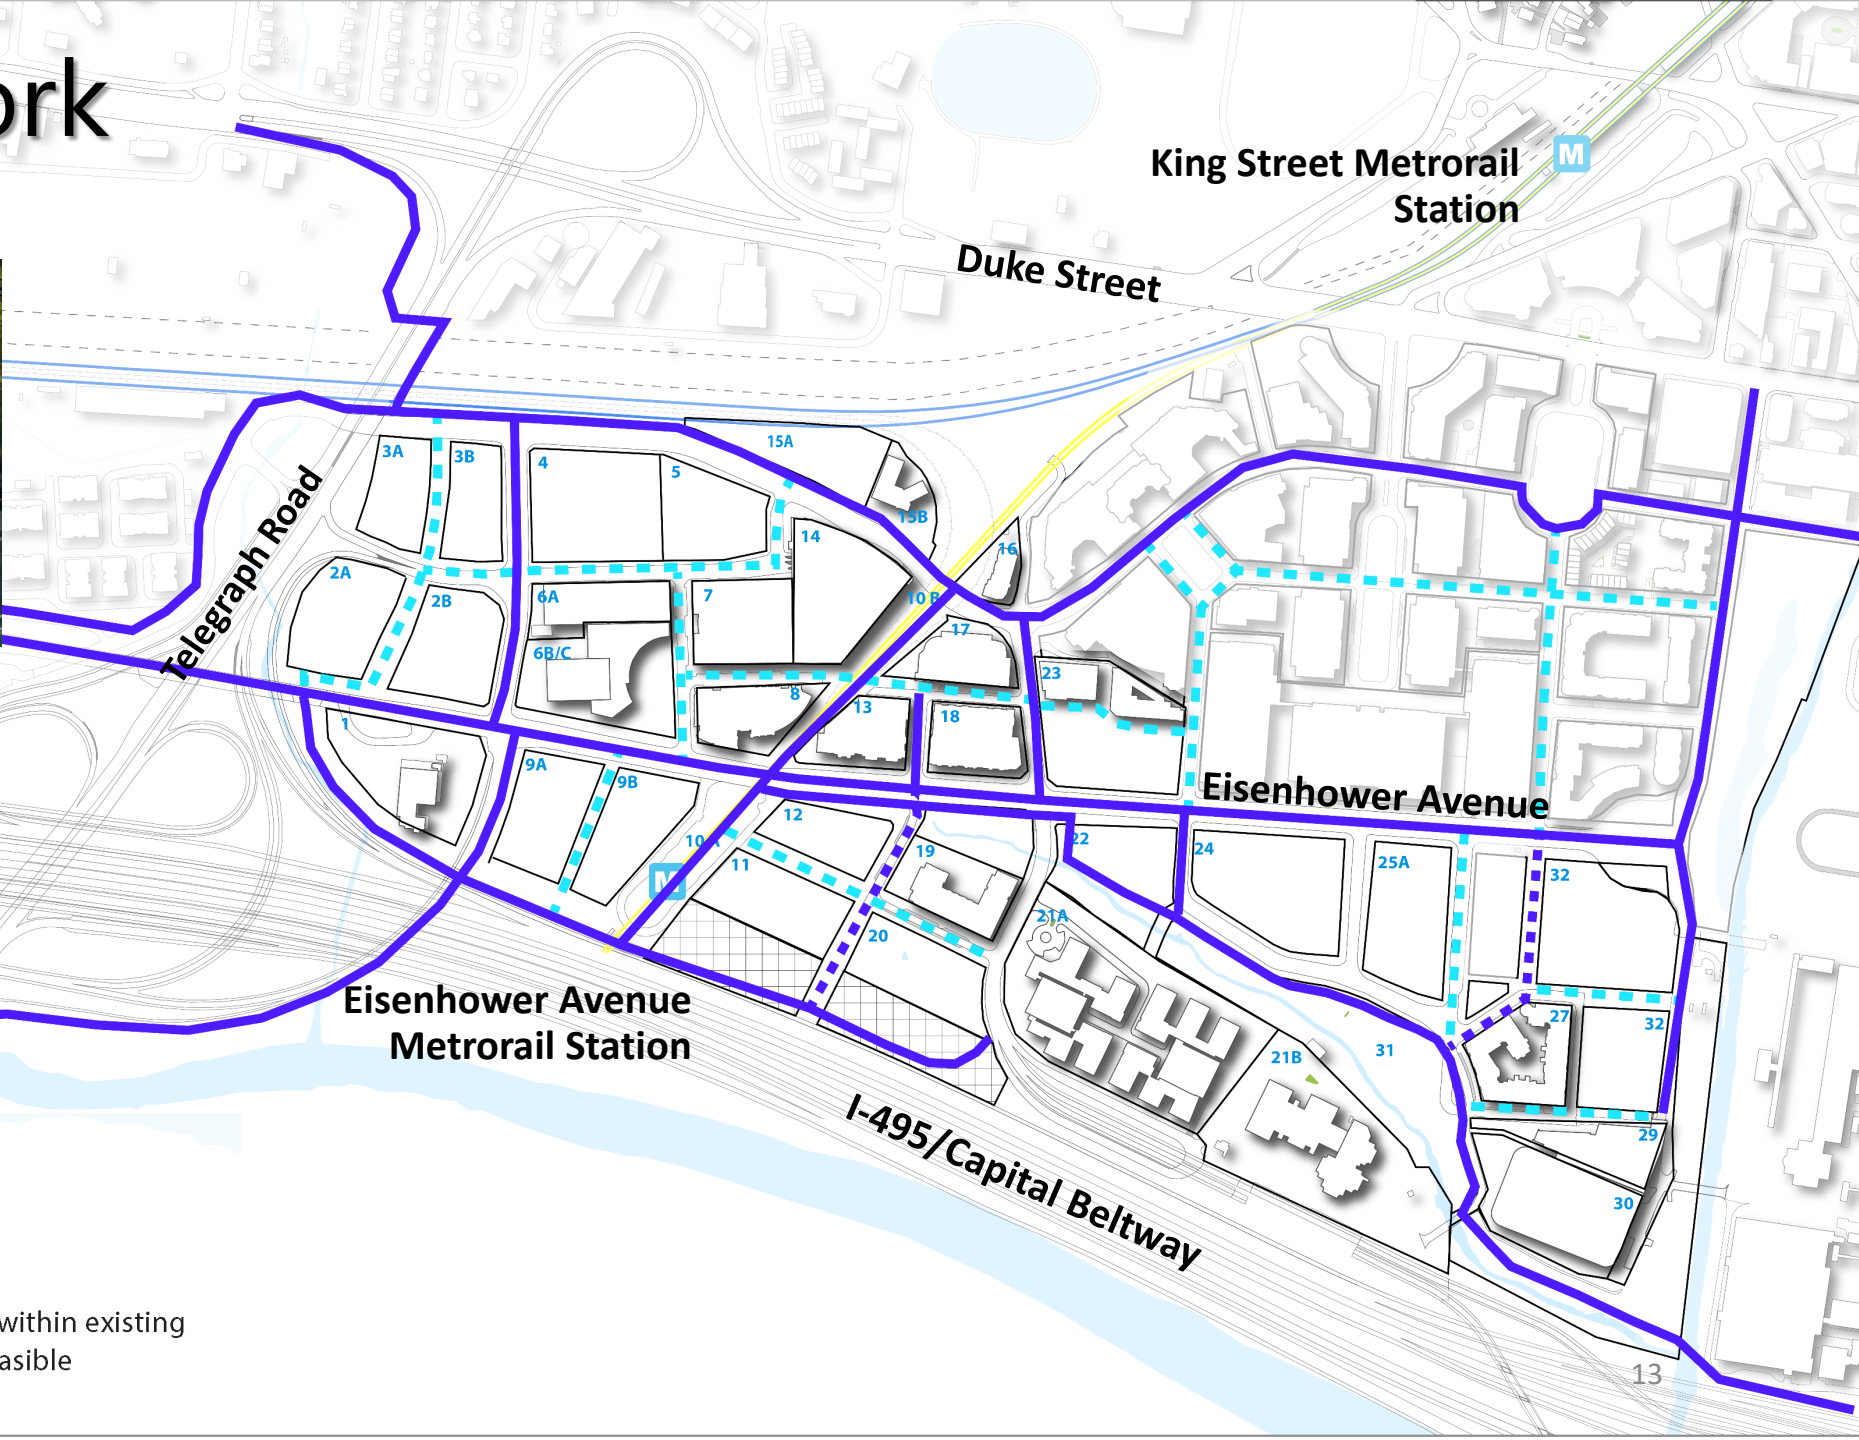 ork
King Street Metrorail
Station
M
Duke Street
Telegraph Road
15A
3A
3B
4
5
15B
14
16
2A
2B
6A
7
10 B
17
6B/C
23
8
13
18
1
Eisenhower Avenue
9A
9B
12
10 A
11
19
22
24
25A
32
M
21A
20
Eisenhower Avenue
Metrorail Station
27
32
31
21B
I-495/Capital Beltway
29
30
within existing
asible
13